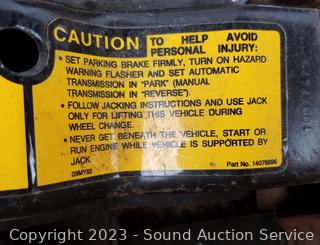 CAUTION TO HELP AVOID
PERSONAL INJURY:
• SET PARKING BRAKE FIRMLY, TURN ON HAZARD
WARNING FLASHER AND SET AUTOMATIC
TRANSMISSION IN "PARK" (MANUAL
TRANSMISSION IN "REVERSE").
• FOLLOW JACKING INSTRUCTIONS AND USE JACK
ONLY FOR LIFTING THIS VEHICLE DURING
WHEEL CHANGE.
• NEVER GET BENEATH THE VEHICLE, START OR
RUN ENGINE WHILE VEHICLE IS SUPPORTED BY
JACK.
09MY83 Part No. 14076896
Copyright 2023 - Sound Auction Service